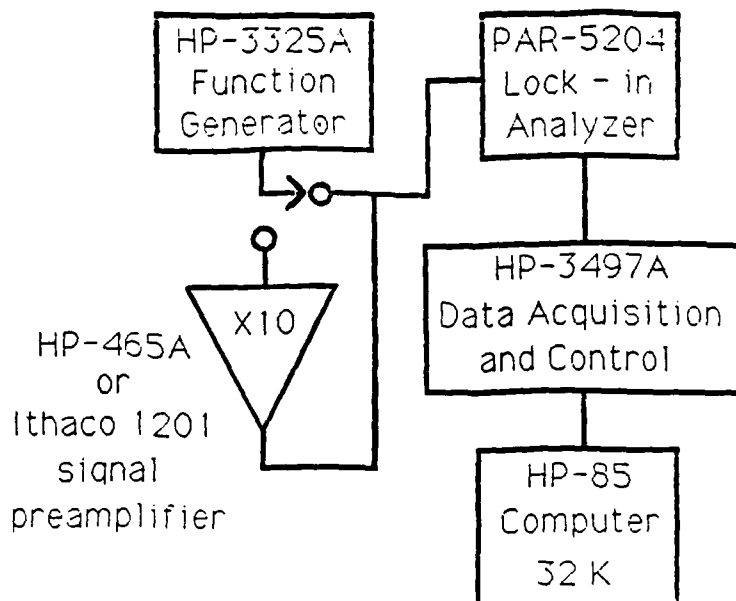 HP-3325A
Function
Generator
PAR-5204
Lock - in
Analyzer
HP-3497A
Data Acquisition
and Control
X10
HP-465A
or
Ithaco 1201
signal
preamplifier
HP-85
Computer
32 K